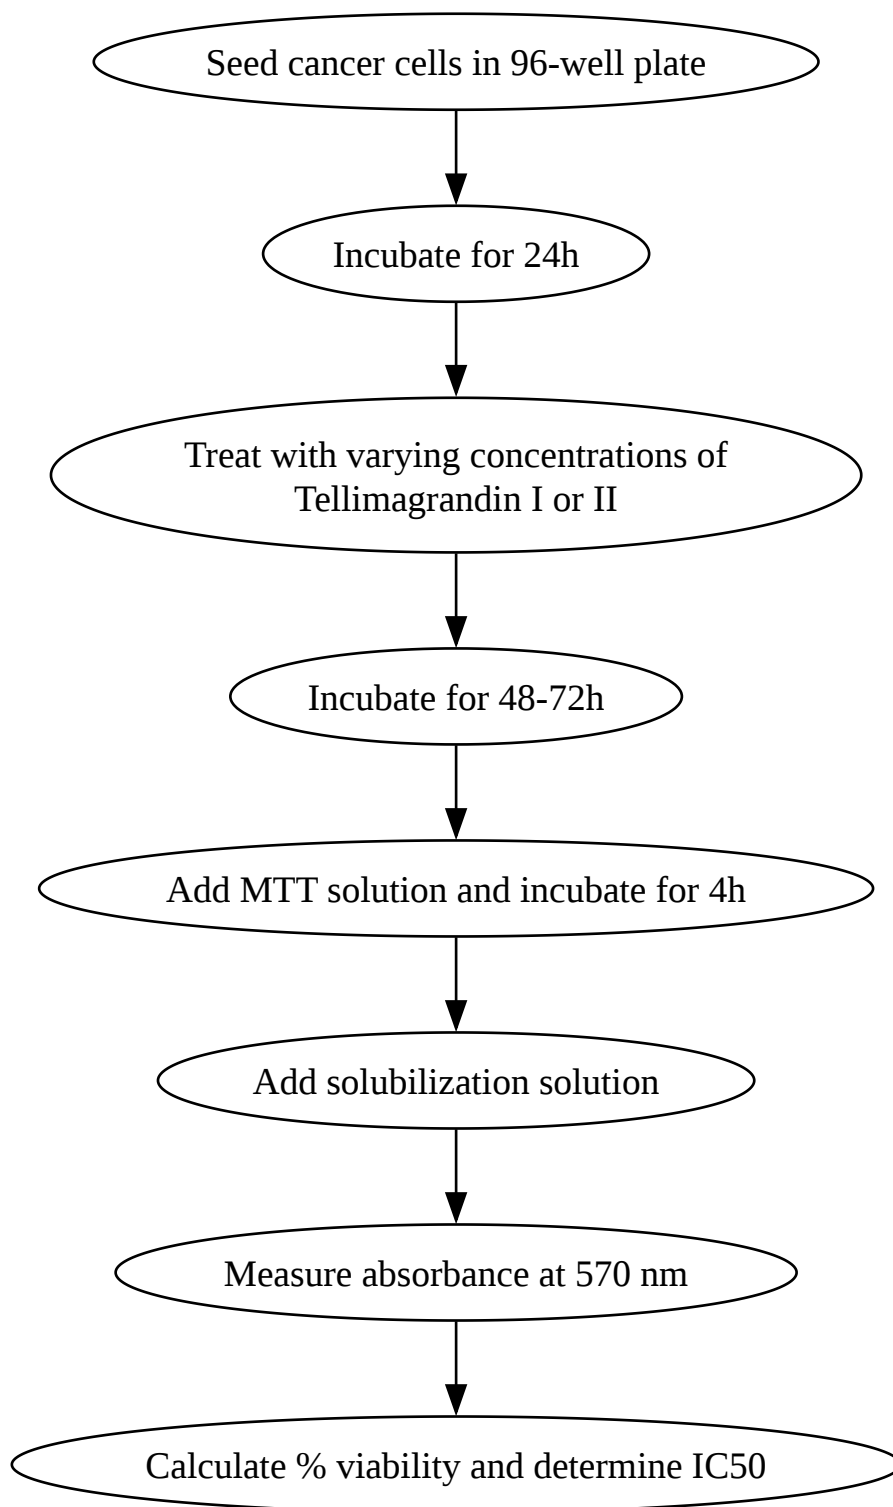 Seed cancer cells in 96-well plate
Incubate for 24h
Treat with varying concentrations of
Tellimagrandin I or II
Incubate for 48-72h
Add MTT solution and incubate for 4h
Add solubilization solution
Measure absorbance at 570 nm
Calculate % viability and determine IC50